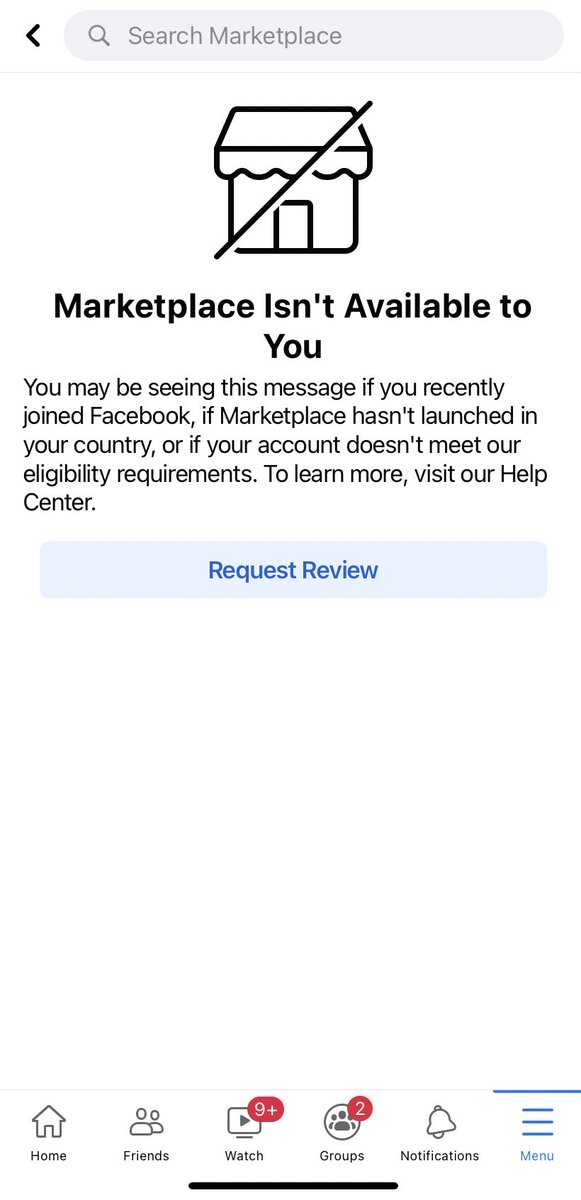 Search Marketplace
Marketplace Isn't Available to
You
You may be seeing this message if you recently
joined Facebook, if Marketplace hasn't launched in
your country, or if your account doesn't meet our
eligibility requirements. To learn more, visit our Help
Center.
Request Review
9+
2
Home
Friends
Watch
Groups
Notifications
Menu